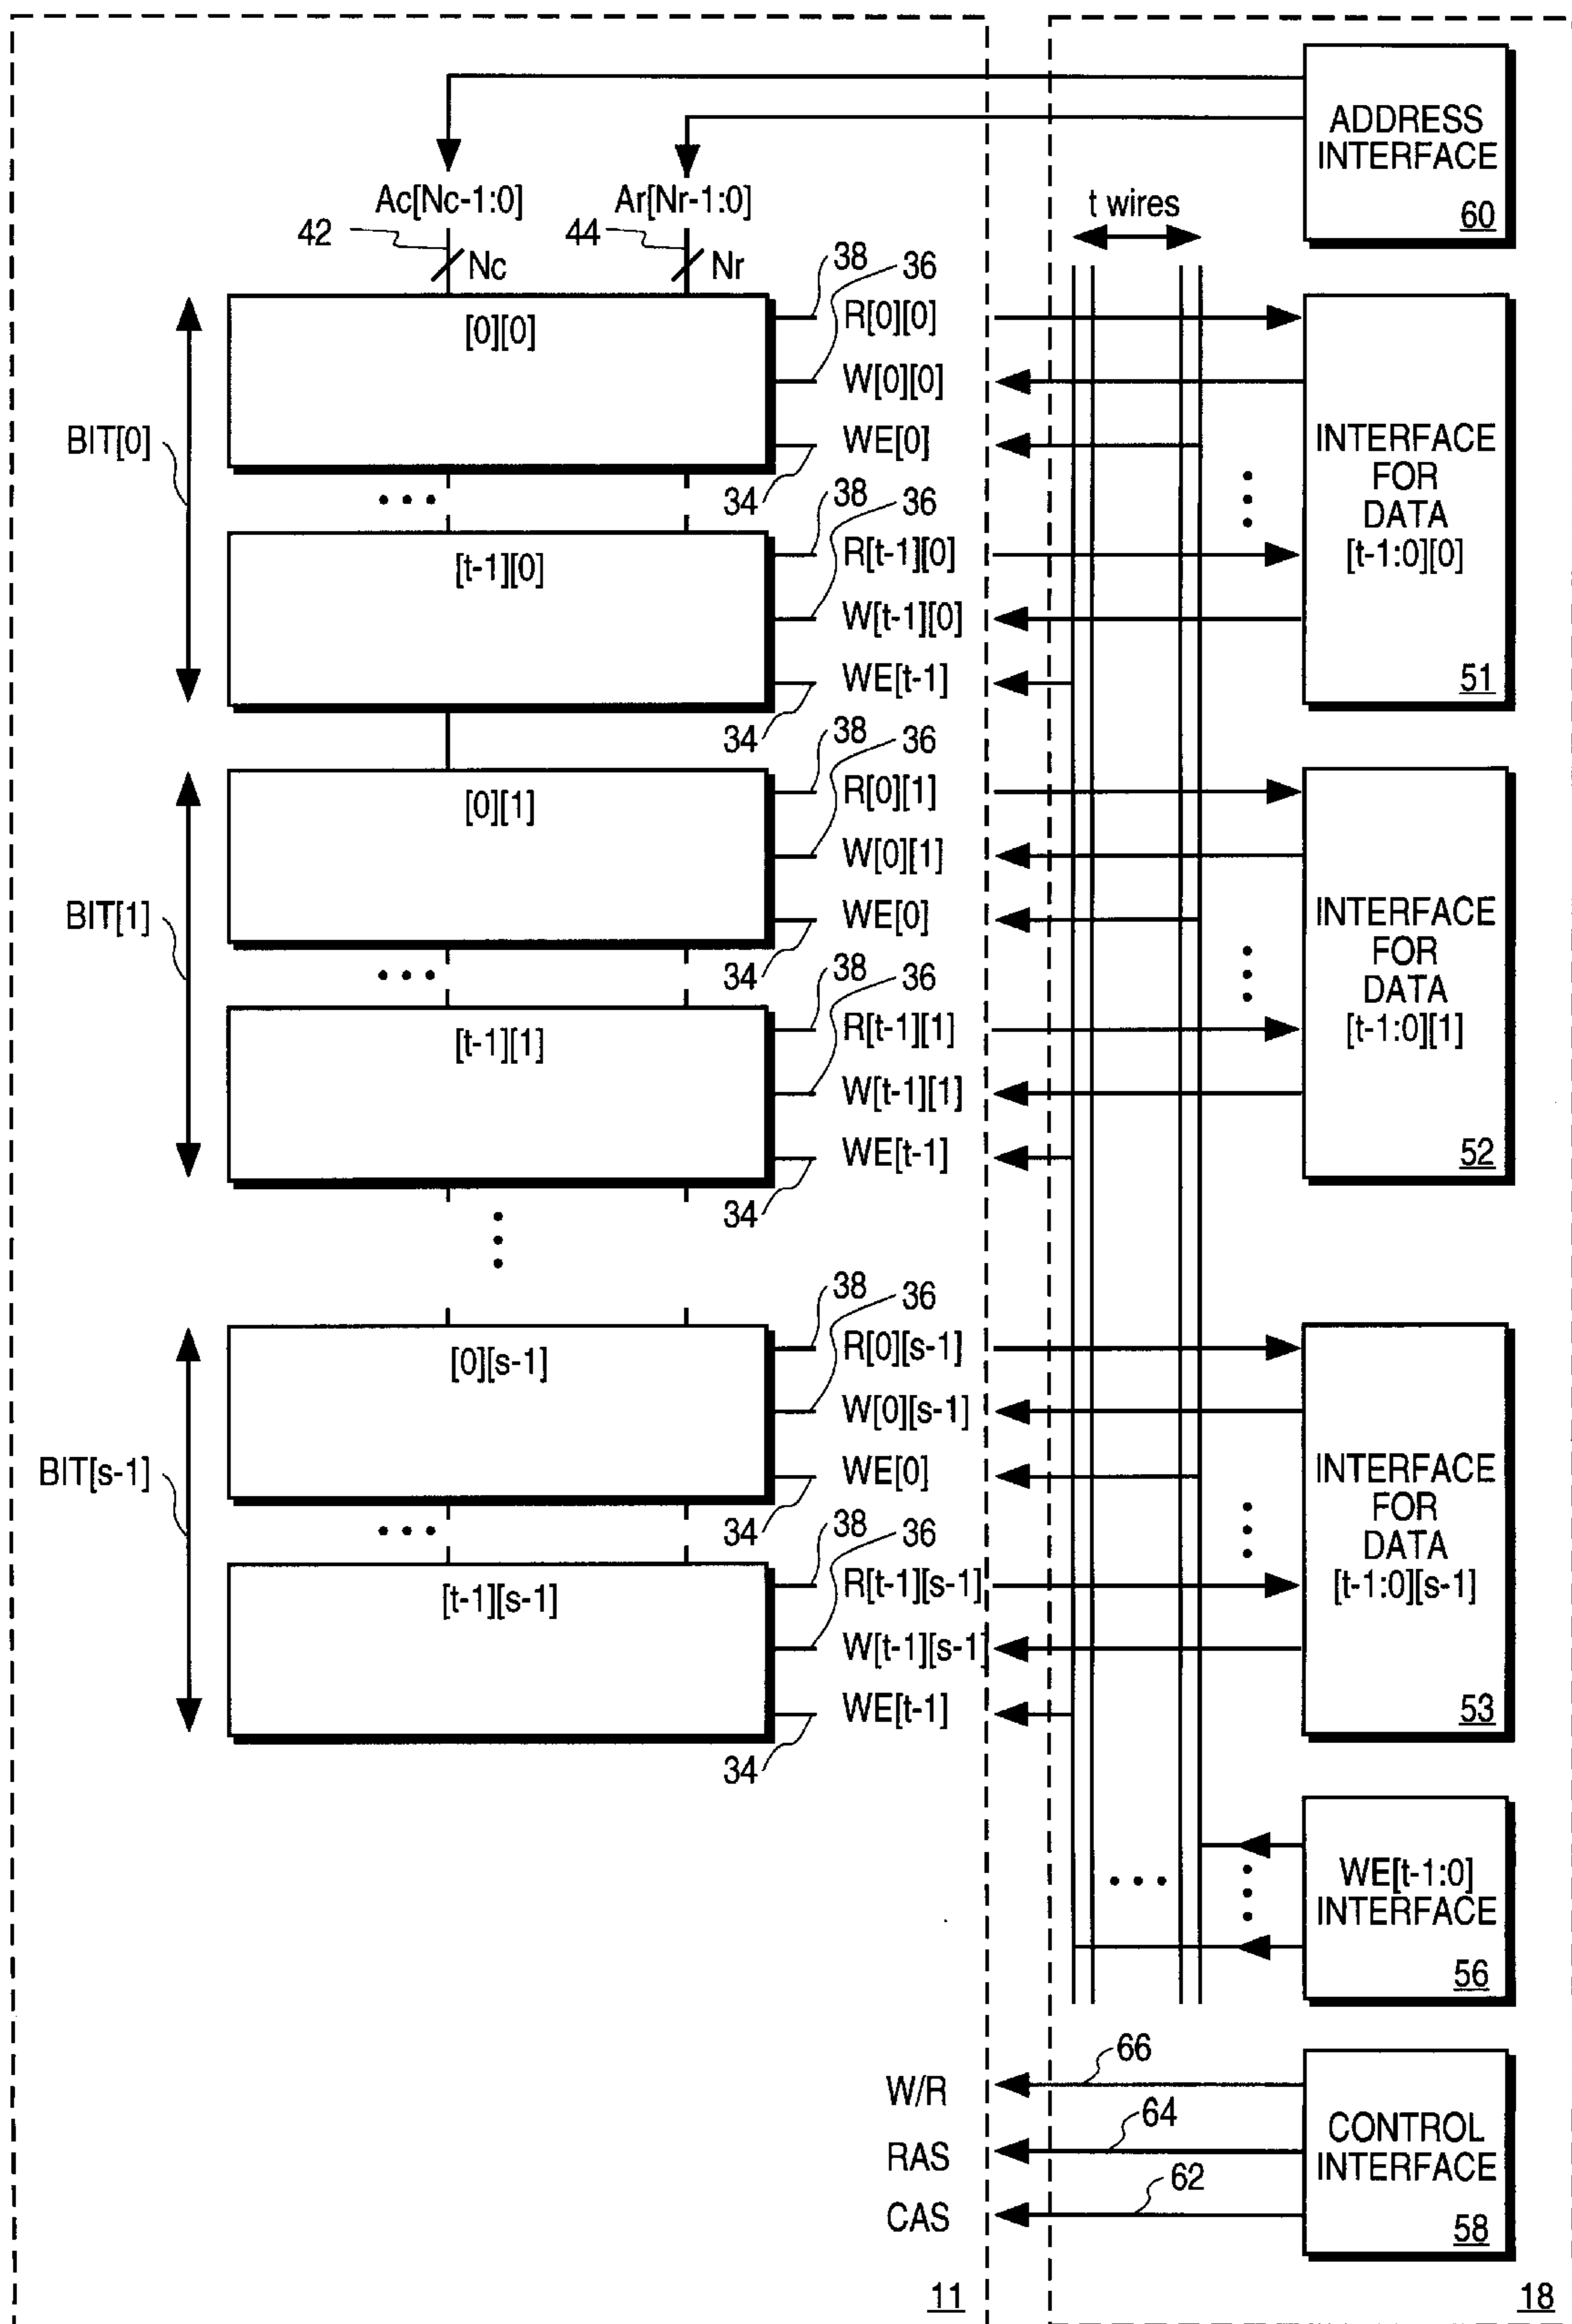 ADDRESS
INTERFACE
60
Ac[Nc-1:0]
Ar[Nr-1:0]
t wires
42
44
Nc
Nr
38
36
[0][0]
R[0][0]
W[0][0]
BIT[0]
WE[0]
INTERFACE
FOR
DATA
[t-1:0][0]
51
34
38
36
[t-1][0]
R[t-1][0]
W[t-1][0]
WE[t-1]
34
38
36
[0][1]
R[0][1]
W[0][1]
BIT[1]
WE[0]
INTERFACE
FOR
DATA
[t-1:0][1]
52
34
38
36
[t-1][1]
R[t-1][1]
W[t-1][1]
WE[t-1]
34
38
36
[0][s-1]
R[0][s-1]
W[0][s-1]
BIT[s-1]
WE[0]
INTERFACE
FOR
DATA
[t-1:0][s-1]
53
34
38
36
[t-1][s-1]
R[t-1][s-1]
W[t-1][s-1]
WE[t-1]
34
WE[t-1:0]
INTERFACE
56
66
W/R
64
RAS
62
CAS
CONTROL
INTERFACE
58
11
18